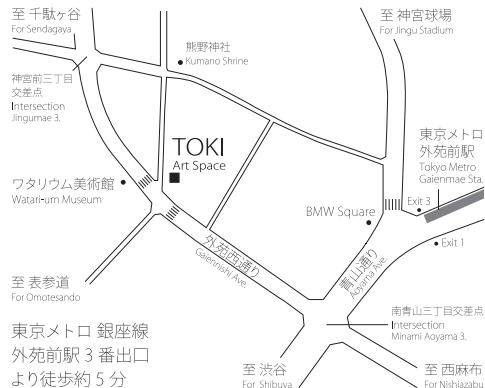 至 千駄ヶ谷
For Sendagaya
至 神宮球場
For Jingu Stadium
熊野神社
Kumano Shrine
神宮前三丁目
交差点
Intersection
Jingumae 3.
東京メトロ
外苑前駅
Tokyo Metro
Gaienmae Sta.
TOKI
Art Space
ワタリウム美術館
Watari-um Museum
Exit 3
BMW Square
Exit 1
外苑西通り
Gaiennishi Ave.
青山通り
Aoyama Ave.
至 表参道
For Omotesando
南青山三丁目交差点
Intersection
Minami Aoyama 3.
東京メトロ 銀座線
外苑前駅 3 番出口
より徒歩約 5 分
至 渋谷
For Shibuya
至 西麻布
For Nishiazabu